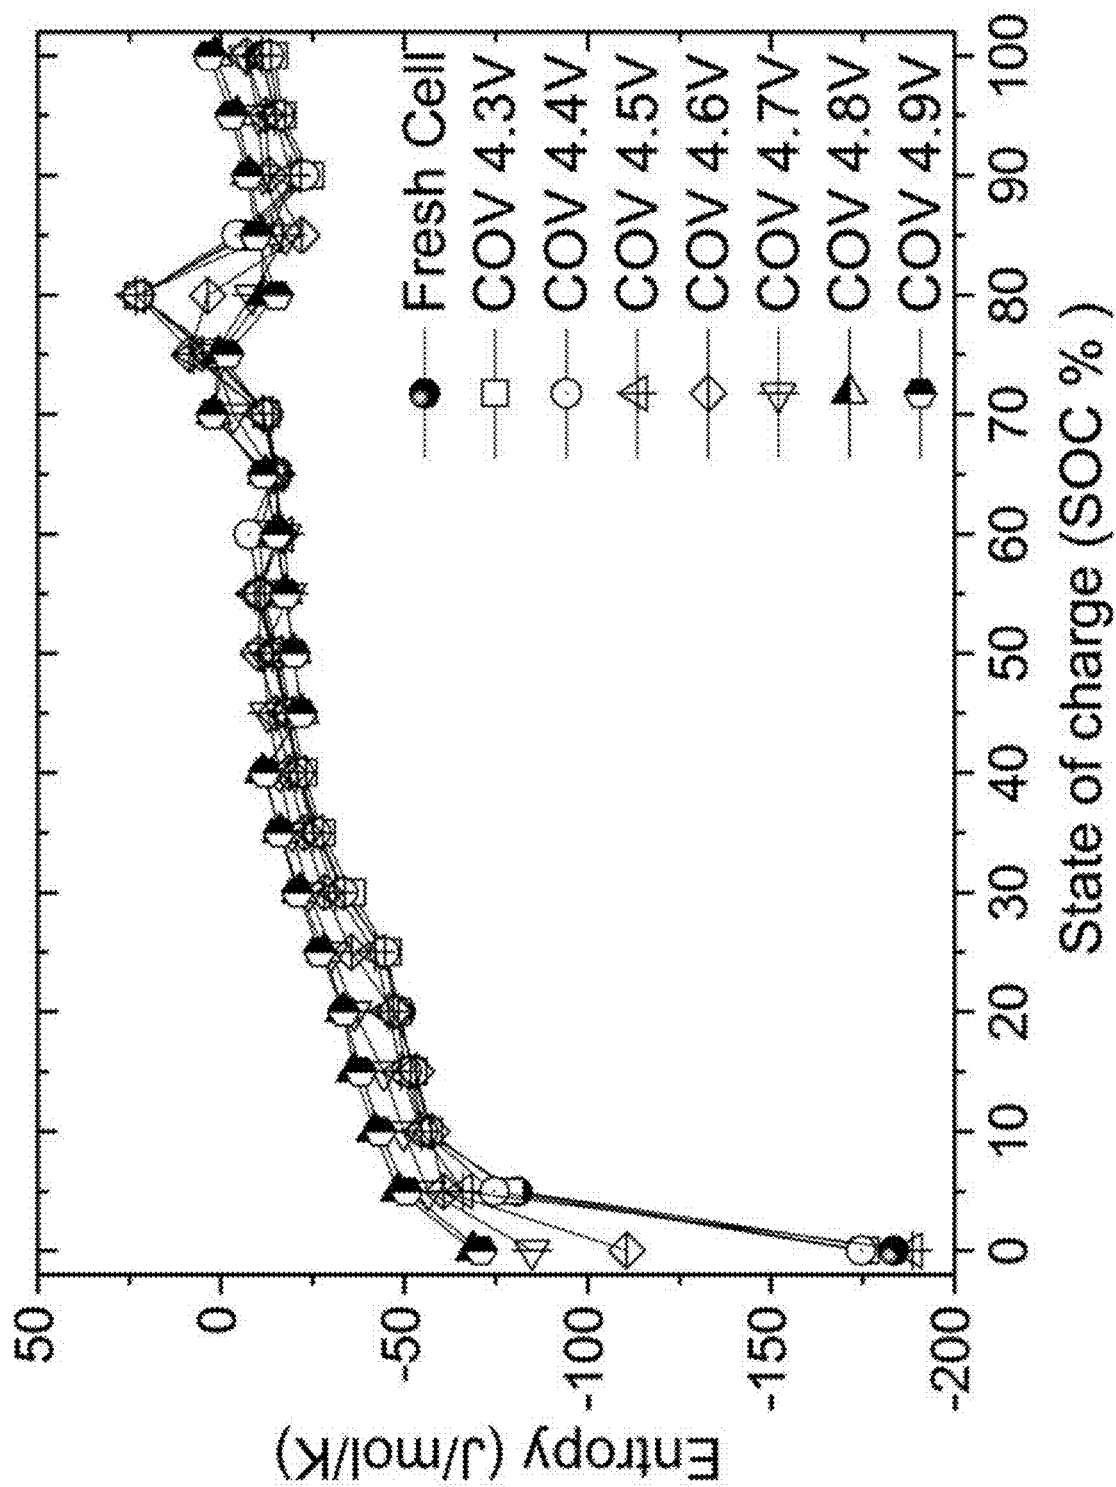 Entropy (J/mol/K)
50
0
-50
-100
-150
-200
Fresh Cell
COV 4.3V
COV 4.4V
COV 4.5V
COV 4.6V
COV 4.7V
COV 4.8V
COV 4.9V
0 10 20 30 40 50 60 70 80 90 100
State of charge (SOC % )